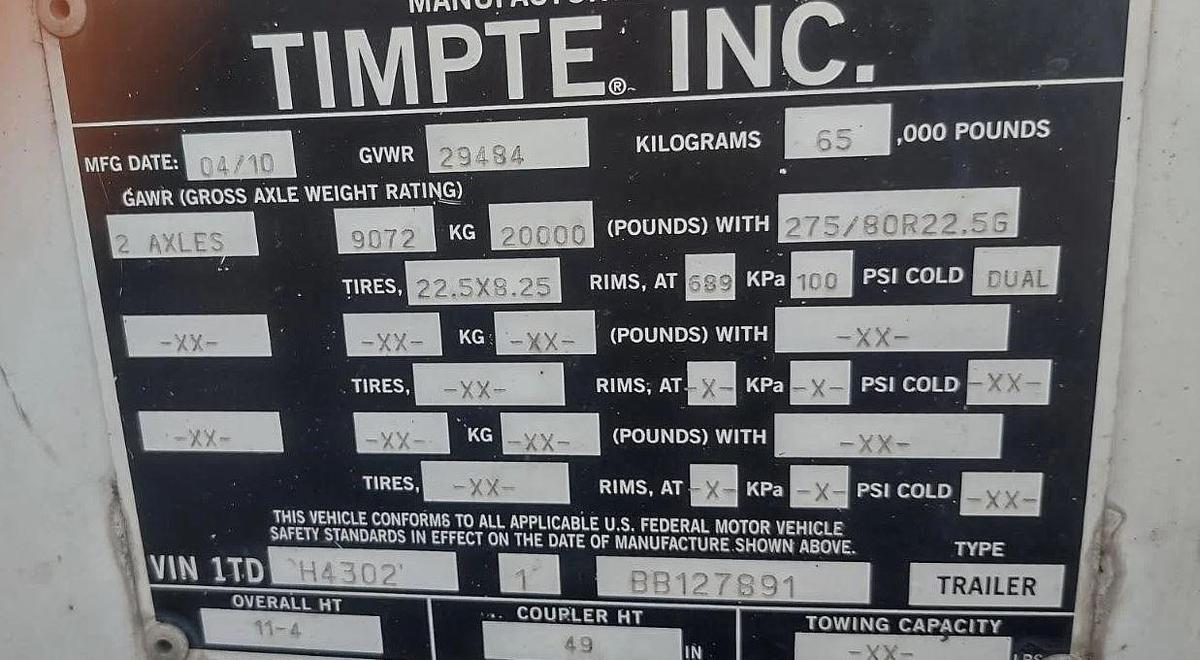 MANUFACTUR
TIMPTE® INC.
MFG DATE: 04/10 GVWR 29484 KILOGRAMS 65 ,000 POUNDS
GAWR (GROSS AXLE WEIGHT RATING)
2 AXLES 9072 KG 20000 (POUNDS) WITH 275/80R22.5G
TIRES, 22.5X8.25 RIMS, AT 689 KPa 100 PSI COLD DUAL
-XX- -XX- KG -XX- (POUNDS) WITH -XX-
TIRES, -XX- RIMS, AT -X- KPa -X- PSI COLD -XX-
-XX- -XX- KG -XX- (POUNDS) WITH -XX-
TIRES, -XX- RIMS, AT -X- KPa -X- PSI COLD -XX-
THIS VEHICLE CONFORMS TO ALL APPLICABLE U.S. FEDERAL MOTOR VEHICLE
SAFETY STANDARDS IN EFFECT ON THE DATE OF MANUFACTURE SHOWN ABOVE.
TYPE
VIN 1TD H4302 1 BB127891 TRAILER
OVERALL HT COUPLER HT TOWING CAPACITY
11-4 49 IN -XX- LBS